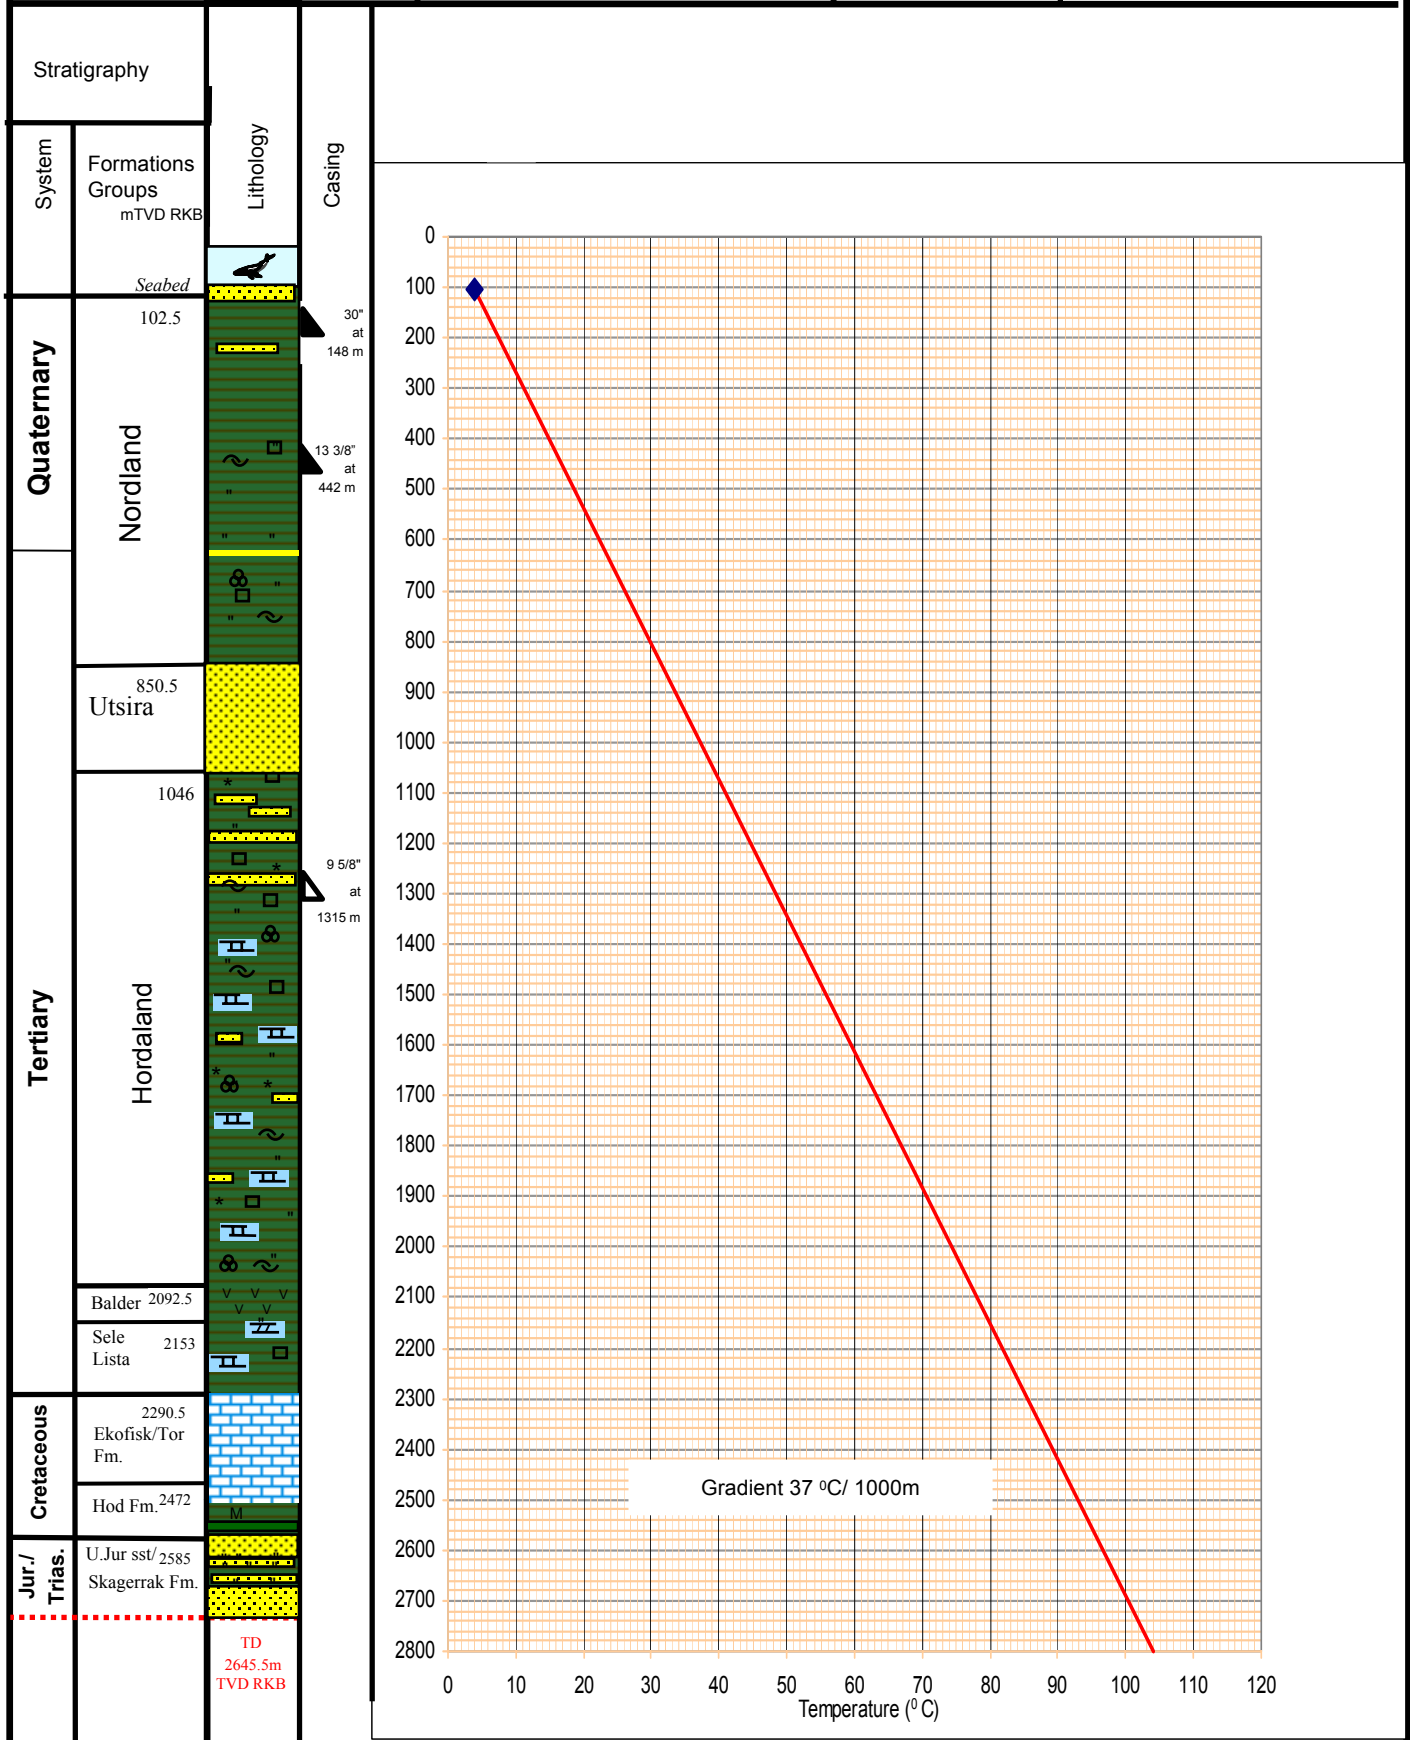 Stratigraphy
System
Formations
Groups
mTVD RKB
Lithology
Casing
Seabed
Quaternary
102.5
Nordland
30"
at
148 m
13 3/8"
at
442 m
850.5
Utsira
Tertiary
1046
Hordaland
9 5/8"
at
1315 m
Balder 2092.5
Sele 2153
Lista
Cretaceous
2290.5
Ekofisk/Tor
Fm.
Hod Fm. 2472
M
Jur./
Trias.
U.Jur sst/ 2585
Skagerrak Fm.
TD
2645.5m
TVD RKB
0
100
200
300
400
500
600
700
800
900
1000
1100
1200
1300
1400
1500
1600
1700
1800
1900
2000
2100
2200
2300
2400
2500
2600
2700
2800
Gradient 37 ⁰C/ 1000m
0 10 20 30 40 50 60 70 80 90 100 110 120
Temperature (⁰ C)